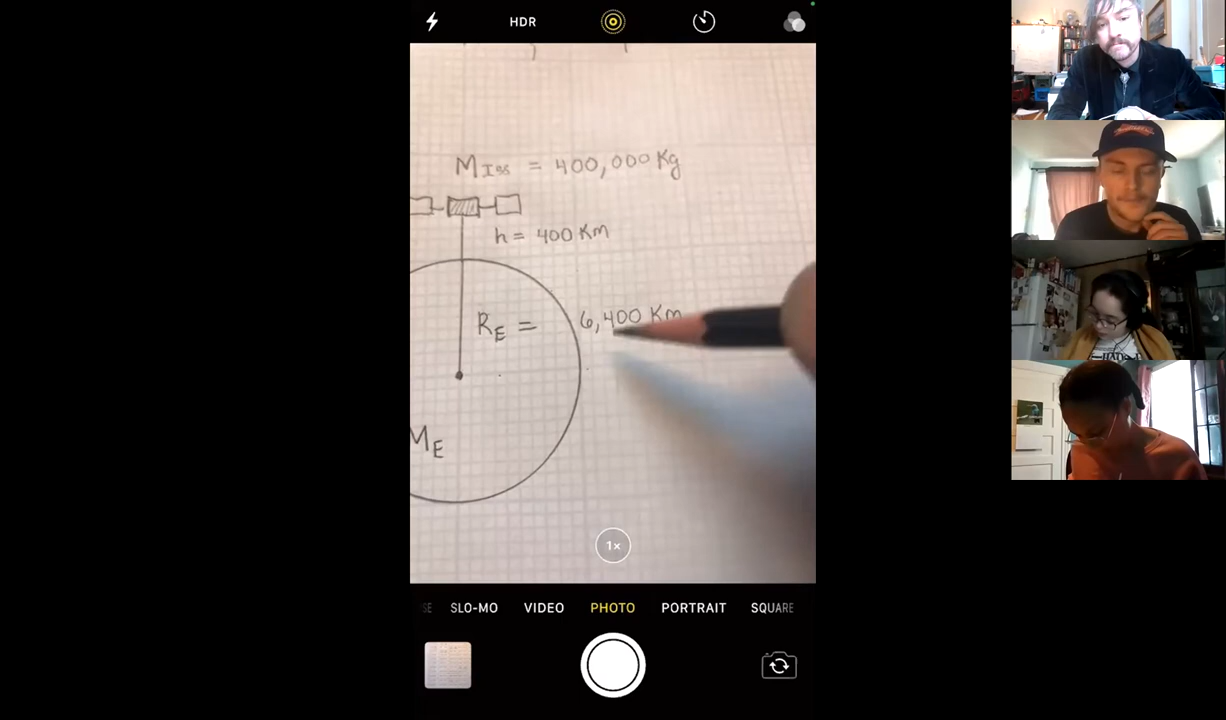 HDR
M Iss = 400,000 Kg
h = 400 Km
R E = 6,400 Km
M E
1x
SLO-MO VIDEO PHOTO PORTRAIT SQUARE